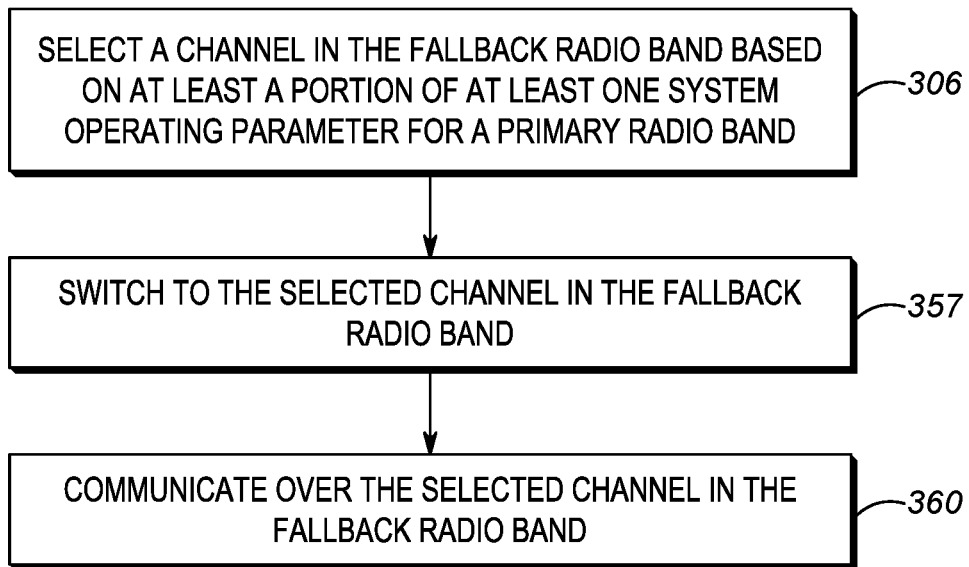 SELECT A CHANNEL IN THE FALLBACK RADIO BAND BASED
ON AT LEAST A PORTION OF AT LEAST ONE SYSTEM
OPERATING PARAMETER FOR A PRIMARY RADIO BAND
306
SWITCH TO THE SELECTED CHANNEL IN THE FALLBACK
RADIO BAND
357
COMMUNICATE OVER THE SELECTED CHANNEL IN THE
FALLBACK RADIO BAND
360